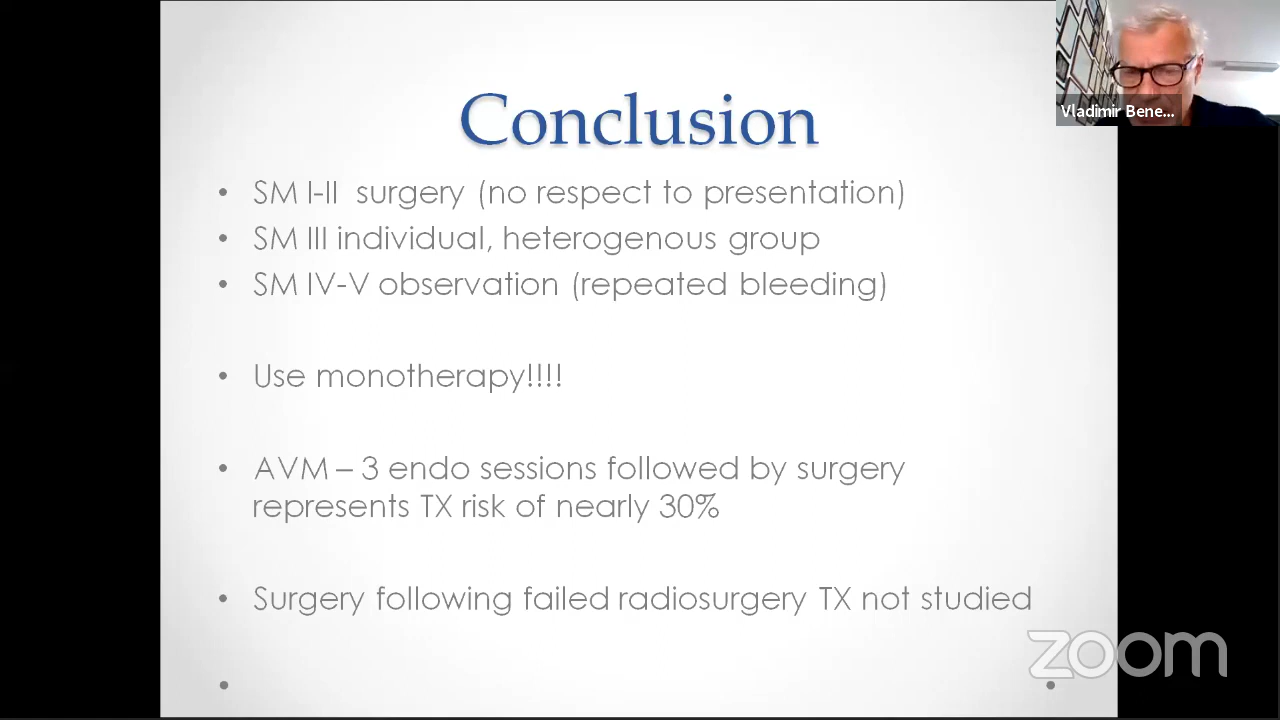 Vladimir Bene...
Conclusion
• SM I-II surgery (no respect to presentation)
• SM III individual, heterogenous group
• SM IV-V observation (repeated bleeding)
• Use monotherapy!!!!
• AVM – 3 endo sessions followed by surgery
represents TX risk of nearly 30%
• Surgery following failed radiosurgery TX not studied
zoom